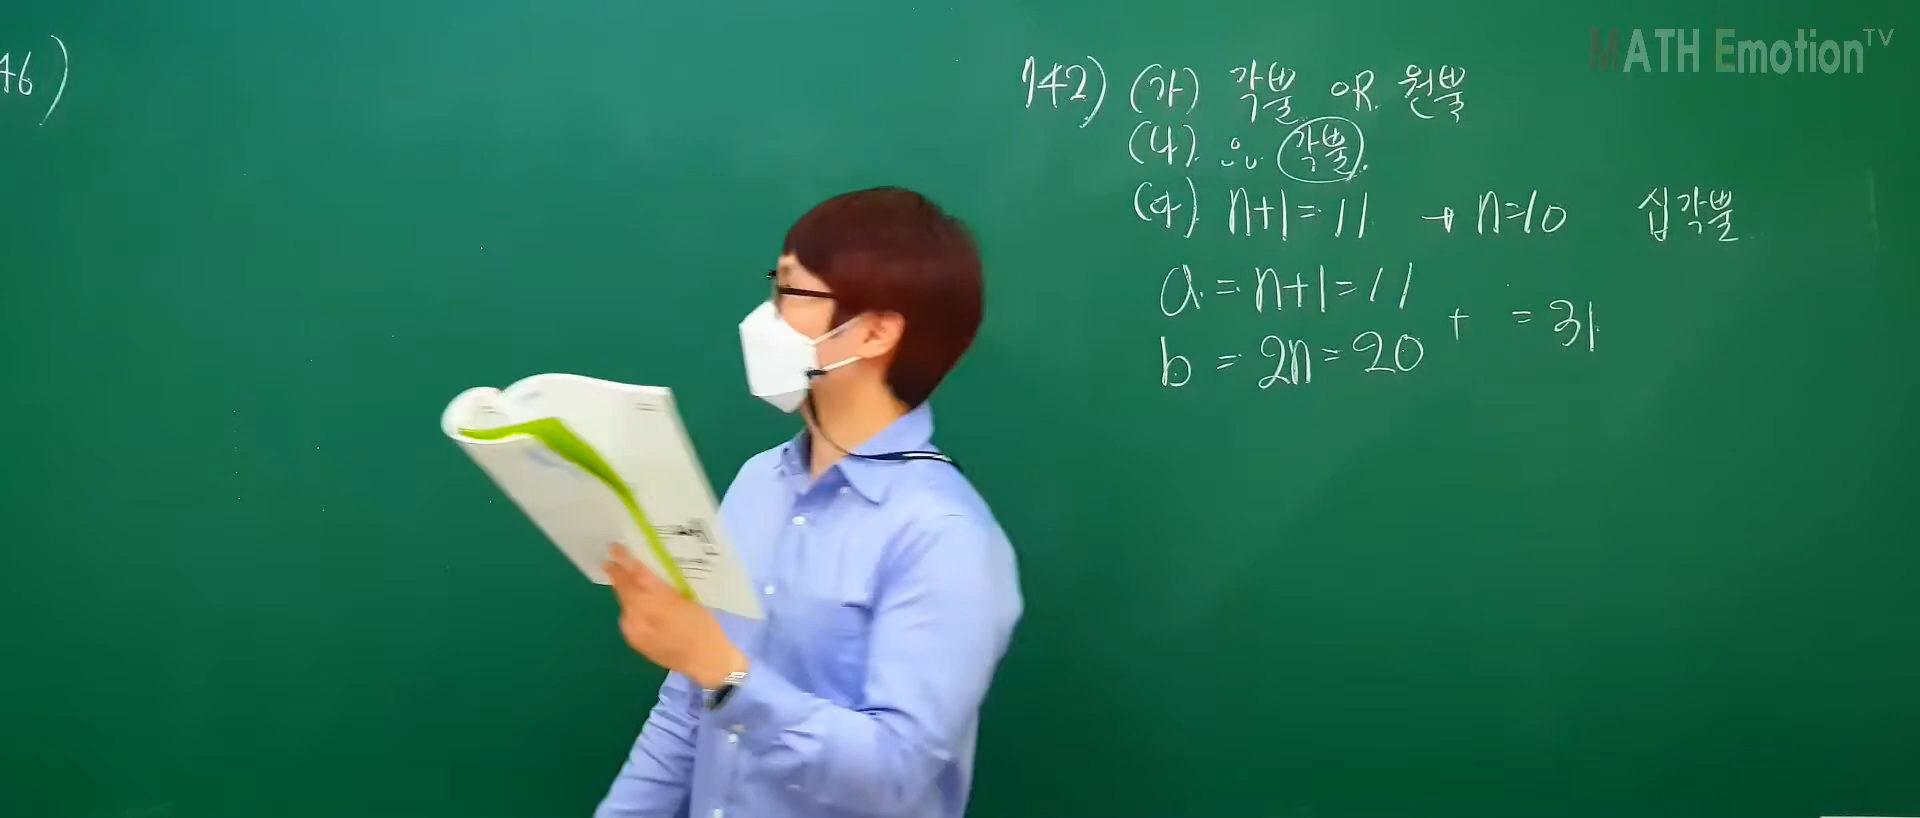 46)
142) (가) 각뿔 OR 원뿔
(나) ∴ 각뿔.
(다) n+1=11 → n=10 십각뿔
a = n+1 = 11
b = 2n = 20
+ = 31
MATH Emotion TV